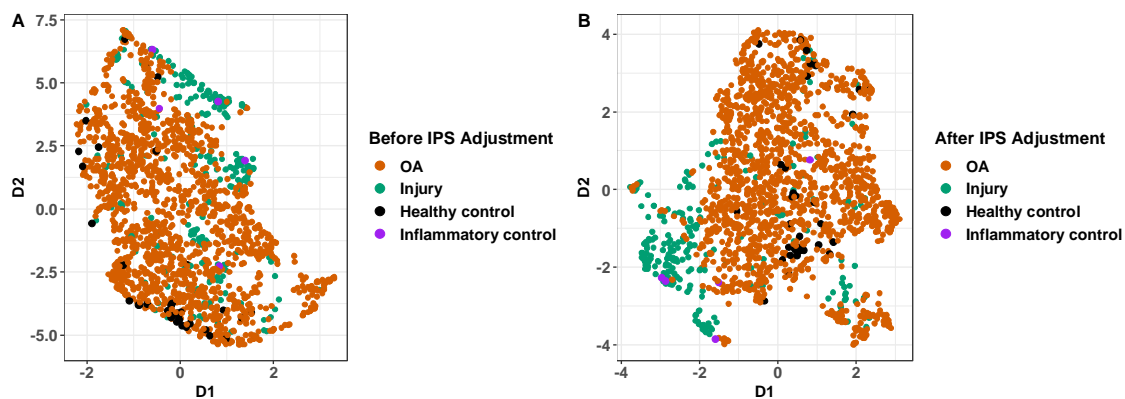 A
7.5
5.0
2.5
0.0
-2.5
-5.0
D2
-2 0 2
D1
Before IPS Adjustment
OA
Injury
Healthy control
Inflammatory control
B
4
2
0
-2
-4
D2
-4 -2 0 2
D1
After IPS Adjustment
OA
Injury
Healthy control
Inflammatory control